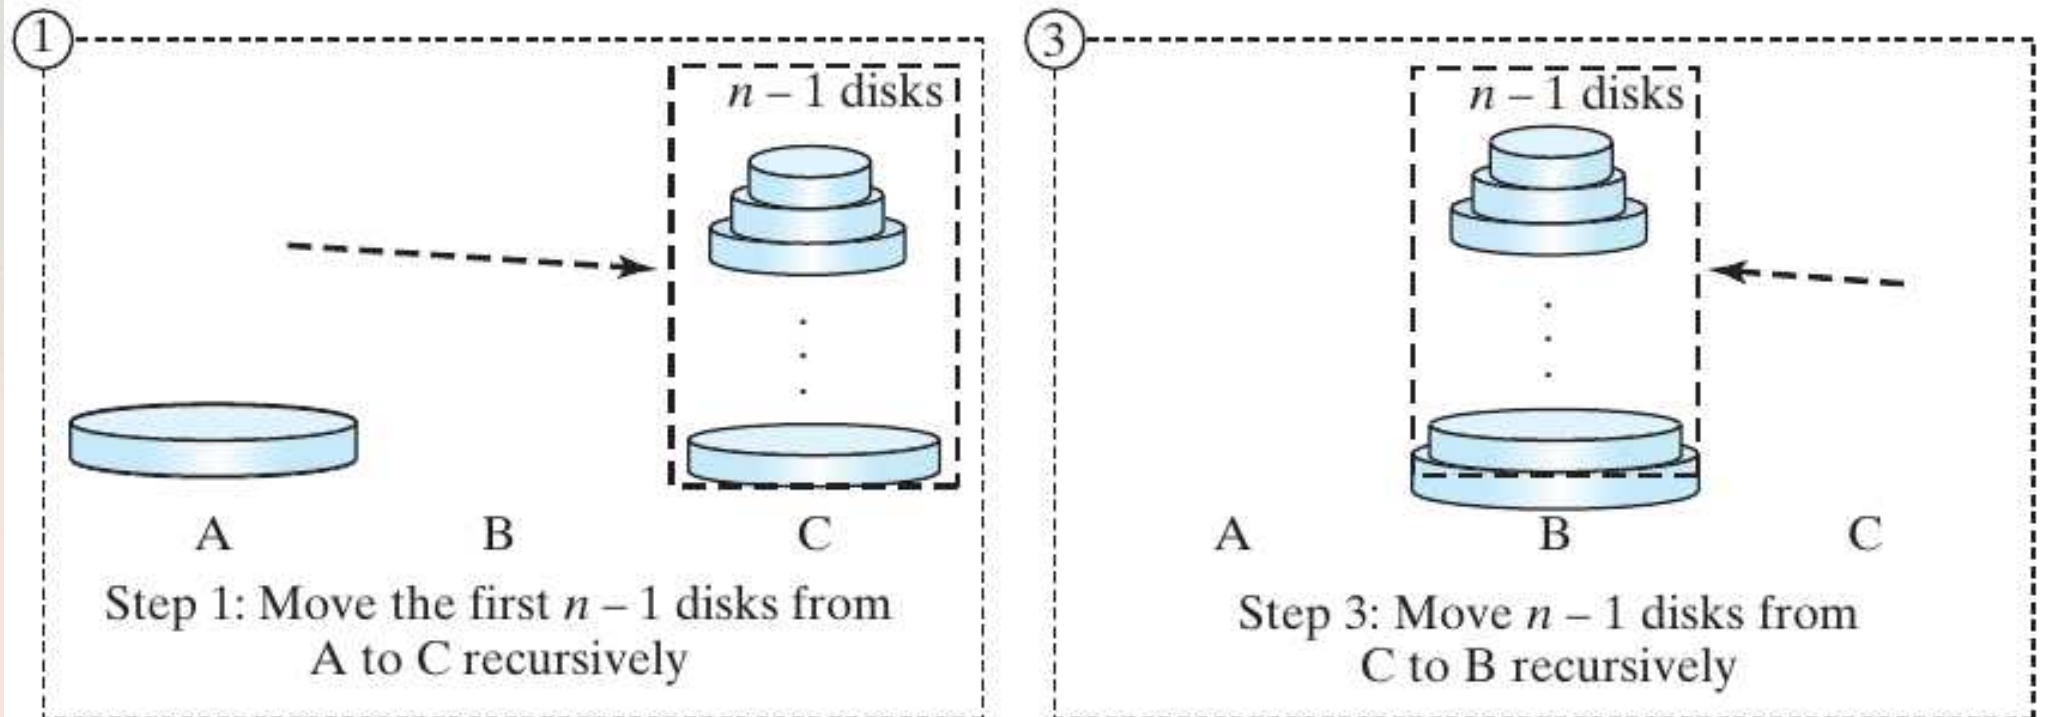 1
n – 1 disks
A B C
Step 1: Move the first n – 1 disks from
A to C recursively
3
n – 1 disks
A B C
Step 3: Move n – 1 disks from
C to B recursively